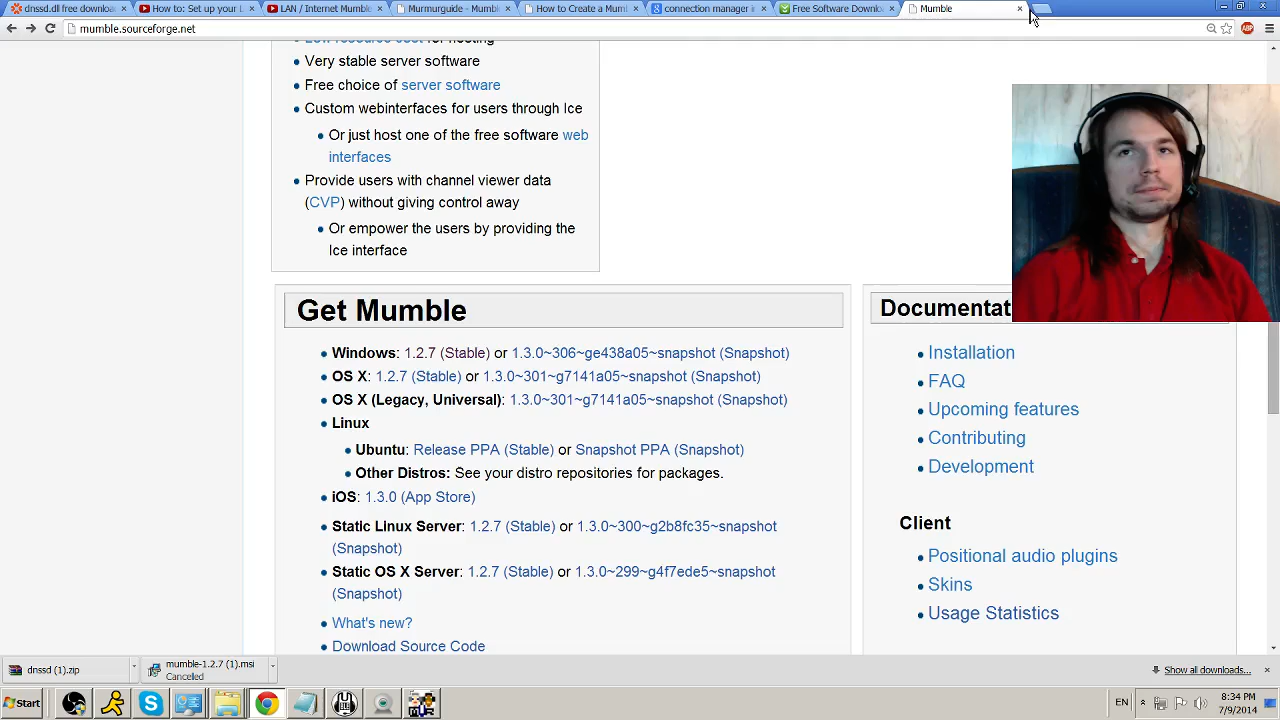 dnssd.dll free downloa
How to: Set up your L
LAN / Internet Mumble
Murmurguide - Mumbl
How to Create a Mumb
connection manager in
Free Software Downlo
Mumble
mumble.sourceforge.net
Low resource cost for hosting
Very stable server software
Free choice of server software
Custom webinterfaces for users through Ice
Or just host one of the free software web
interfaces
Provide users with channel viewer data
(CVP) without giving control away
Or empower the users by providing the
Ice interface
Get Mumble
Windows: 1.2.7 (Stable) or 1.3.0~306~ge438a05~snapshot (Snapshot)
OS X: 1.2.7 (Stable) or 1.3.0~301~g7141a05~snapshot (Snapshot)
OS X (Legacy, Universal): 1.3.0~301~g7141a05~snapshot (Snapshot)
Linux
Ubuntu: Release PPA (Stable) or Snapshot PPA (Snapshot)
Other Distros: See your distro repositories for packages.
iOS: 1.3.0 (App Store)
Static Linux Server: 1.2.7 (Stable) or 1.3.0~300~g2b8fc35~snapshot
(Snapshot)
Static OS X Server: 1.2.7 (Stable) or 1.3.0~299~g4f7ede5~snapshot
(Snapshot)
What's new?
Download Source Code
Documentat
Installation
FAQ
Upcoming features
Contributing
Development
Client
Positional audio plugins
Skins
Usage Statistics
dnssd (1).zip
mumble-1.2.7 (1).msi
Canceled
Show all downloads...
Start
EN
8:34 PM
7/9/2014